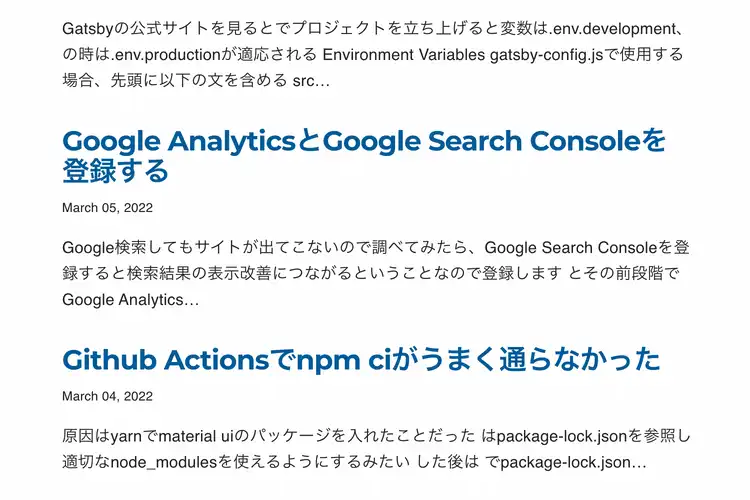 Gatsbyの公式サイトを見るとでプロジェクトを立ち上げると変数は.env.development、
の時は.env.productionが適応される Environment Variables gatsby-config.jsで使用する
場合、先頭に以下の文を含める src…
Google AnalyticsとGoogle Search Consoleを
登録する
March 05, 2022
Google検索してもサイトが出てこないので調べてみたら、Google Search Consoleを登
録すると検索結果の表示改善につながるということなので登録します とその前段階で
Google Analytics…
Github Actionsでnpm ciがうまく通らなかった
March 04, 2022
原因はyarnでmaterial uiのパッケージを入れたことだった はpackage-lock.jsonを参照し
適切なnode_modulesを使えるようにするみたい した後は でpackage-lock.json…